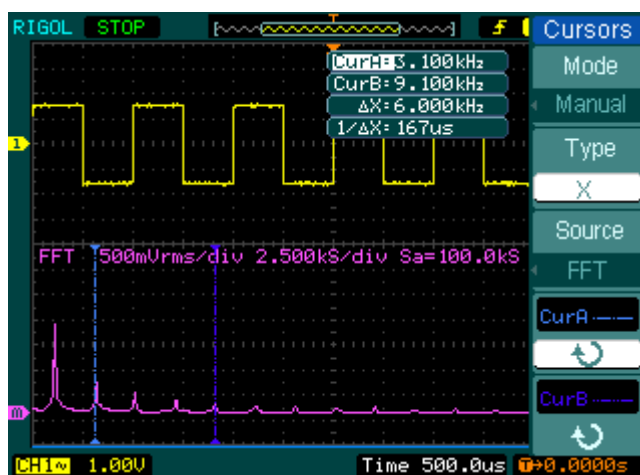 RIGOL STOP T f Cursors
CurA=3.100kHz
CurB=9.100kHz
ΔX=6.000kHz
1/ΔX=167us
Mode
Manual
1
Type
X
Source
FFT
FFT 500mVrms/div 2.500kS/div Sa=100.0kS
CurA
CurB
M
CH1~ 1.00V Time 500.0us T→0.0000s